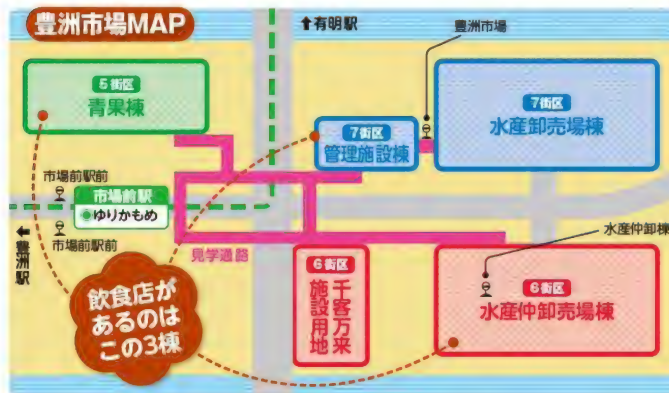 豊洲市場MAP
↑有明駅
豊洲市場
5街区
青果棟
7街区
管理施設棟
7街区
水産卸売場棟
市場前駅前
市場前駅
ゆりかもめ
市場前駅前
←豊洲駅
見学通路
水産仲卸棟
6街区
千客万来
施設用地
6街区
水産仲卸売場棟
飲食店が
あるのは
この3棟